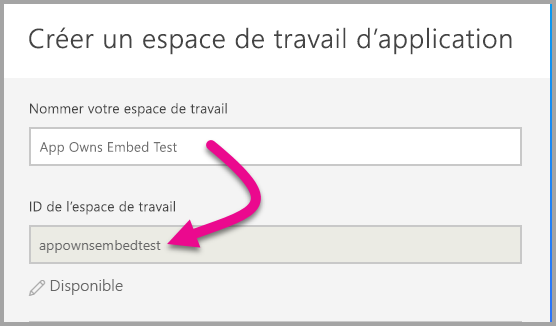 Créer un espace de travail d’application
Nommer votre espace de travail
App Owns Embed Test
ID de l’espace de travail
appownsembedtest
Disponible